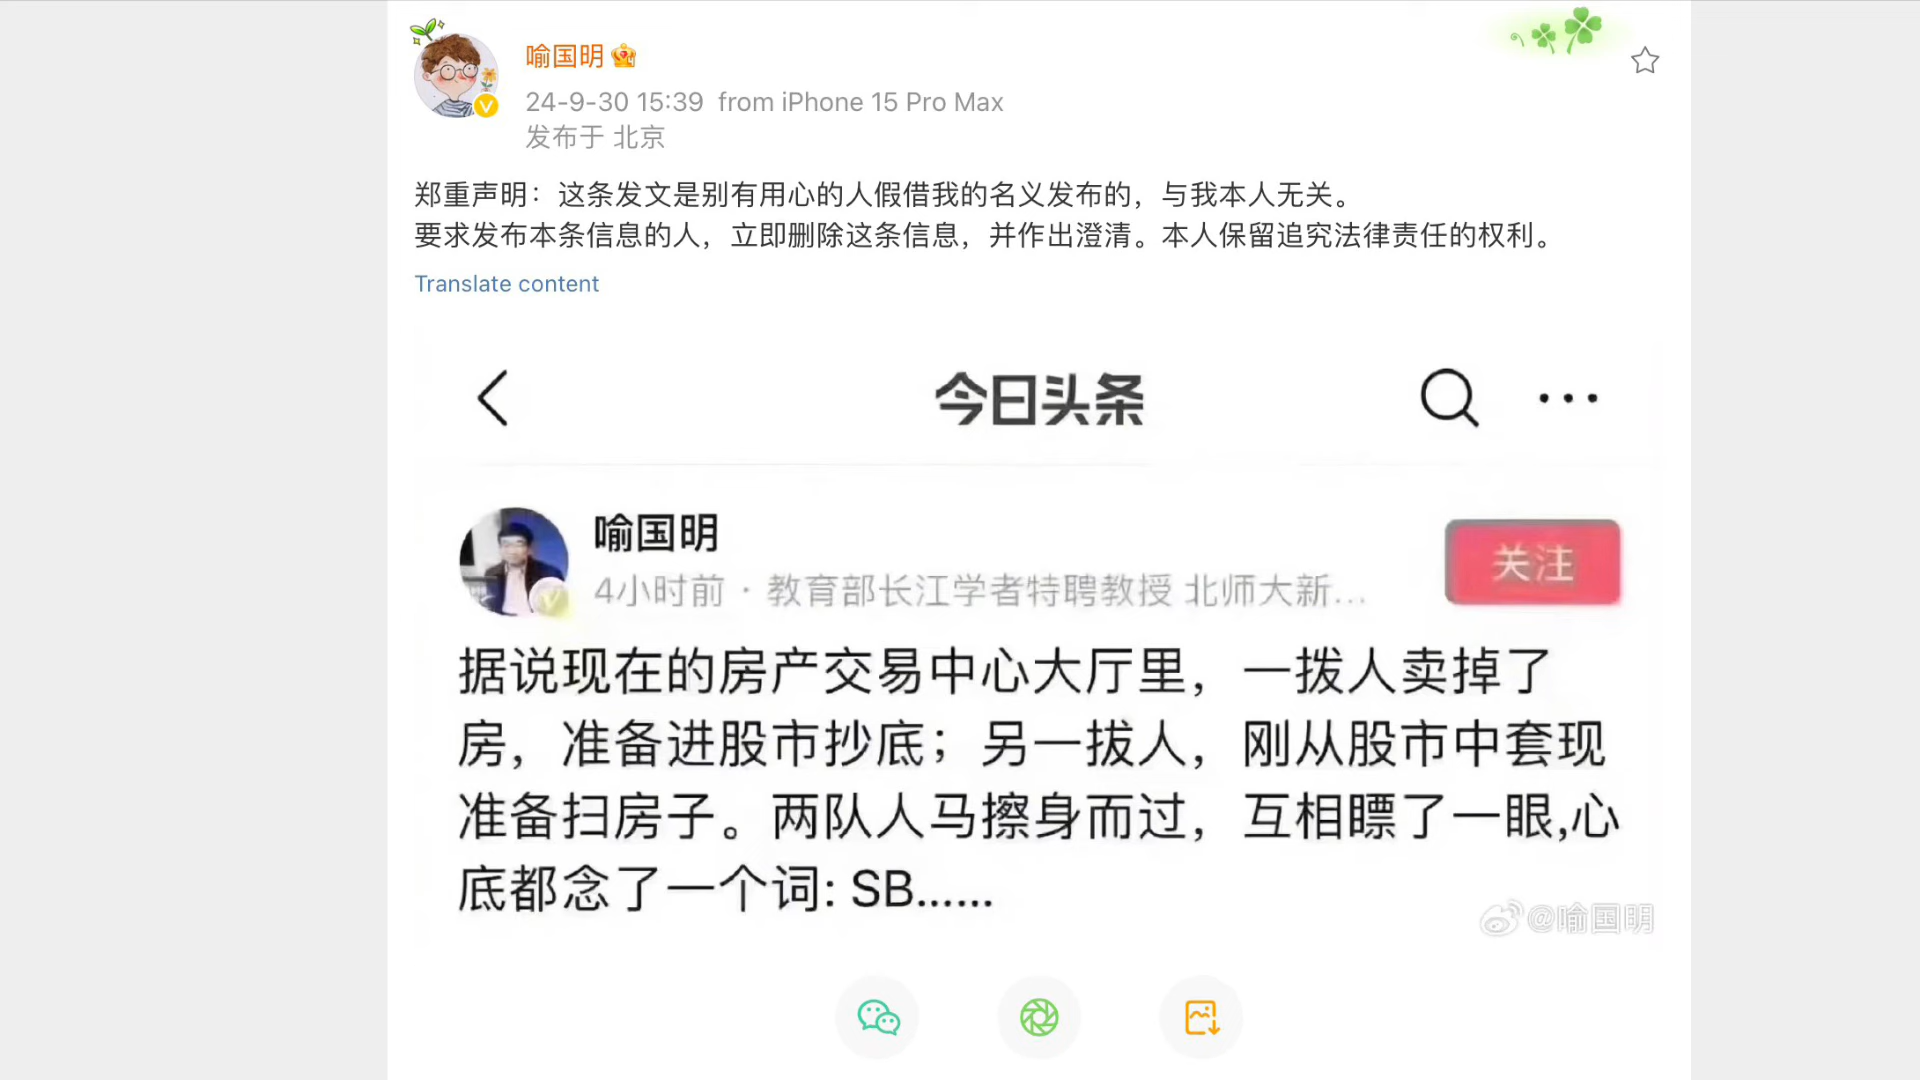 喻国明
24-9-30 15:39 from iPhone 15 Pro Max
发布于 北京
郑重声明：这条发文是别有用心的人假借我的名义发布的，与我本人无关。
要求发布本条信息的人，立即删除这条信息，并作出澄清。本人保留追究法律责任的权利。
Translate content
今日头条
喻国明
4小时前 · 教育部长江学者特聘教授 北师大新...
关注
据说现在的房产交易中心大厅里，一拨人卖掉了
房，准备进股市抄底；另一拔人，刚从股市中套现
准备扫房子。两队人马擦身而过，互相瞟了一眼,心
底都念了一个词: SB......
@喻国明